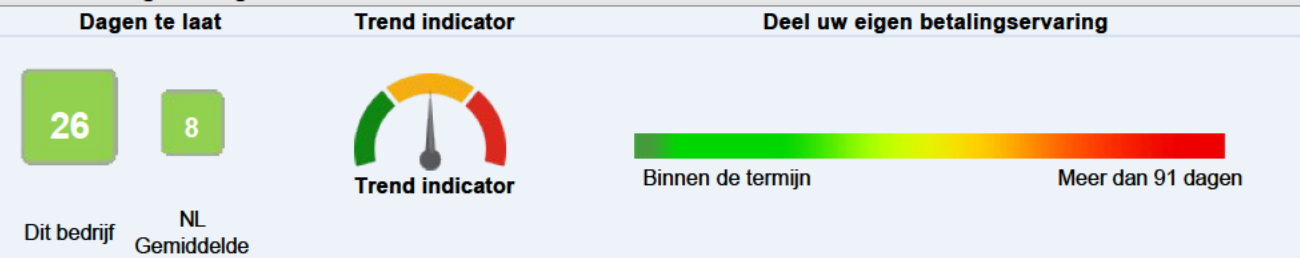 Dagen te laat
Trend indicator
Deel uw eigen betalingservaring
26
8
Trend indicator
Binnen de termijn
Meer dan 91 dagen
Dit bedrijf
NL
Gemiddelde